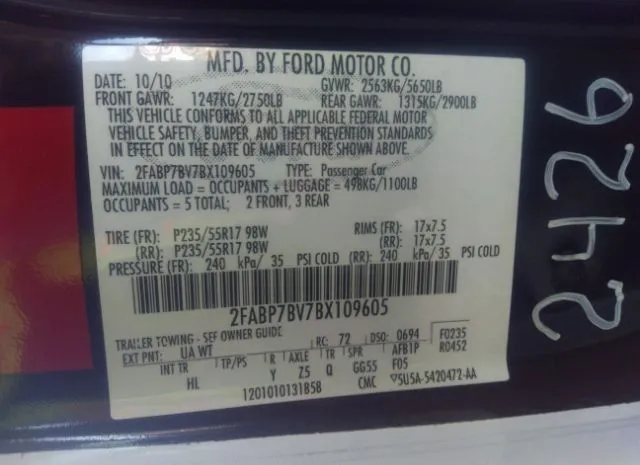 MFD. BY FORD MOTOR CO.
DATE: 10/10 GVWR: 2563KG/5650LB
FRONT GAWR: 1247KG/2750LB REAR GAWR: 1315KG/2900LB
THIS VEHICLE CONFORMS TO ALL APPLICABLE FEDERAL MOTOR
VEHICLE SAFETY, BUMPER, AND THEFT PREVENTION STANDARDS
IN EFFECT ON THE DATE OF MANUFACTURE SHOWN ABOVE.
VIN: 2FABP7BV7BX109605 TYPE: Passenger Car
MAXIMUM LOAD = OCCUPANTS + LUGGAGE = 498KG/1100LB
OCCUPANTS = 5 TOTAL; 2 FRONT, 3 REAR
TIRE (FR): P235/55R17 98W RIMS (FR): 17x7.5
(RR): P235/55R17 98W (RR): 17x7.5
PRESSURE (FR): 240 kPa/ 35 PSI COLD (RR): 240 kPa/ 35 PSI COLD
2FABP7BV7BX109605
TRAILER TOWING - SEE OWNER GUIDE
EXT PNT: UA WT RC: 72 DSO: 0694 F0235
INT TR TP/PS R AXLE TR SPR AFB1P R0452
HL Y Z5 Q GG55 F05
1201010131B5B CMC 5U5A-5420472-AA
2426